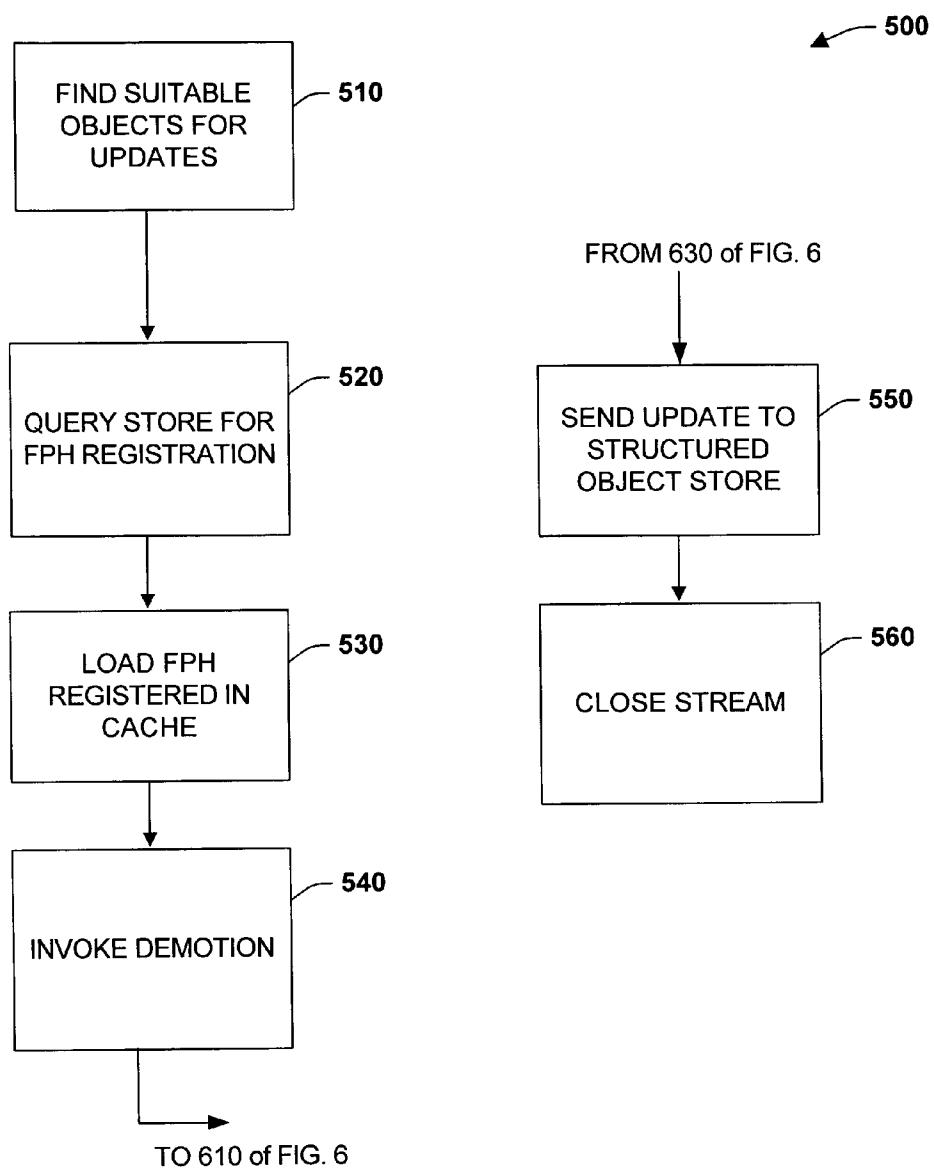 500
FIND SUITABLE
OBJECTS FOR
UPDATES
510
QUERY STORE FOR
FPH REGISTRATION
520
LOAD FPH
REGISTERED IN
CACHE
530
INVOKE DEMOTION
540
TO 610 of FIG. 6
FROM 630 of FIG. 6
SEND UPDATE TO
STRUCTURED
OBJECT STORE
550
CLOSE STREAM
560